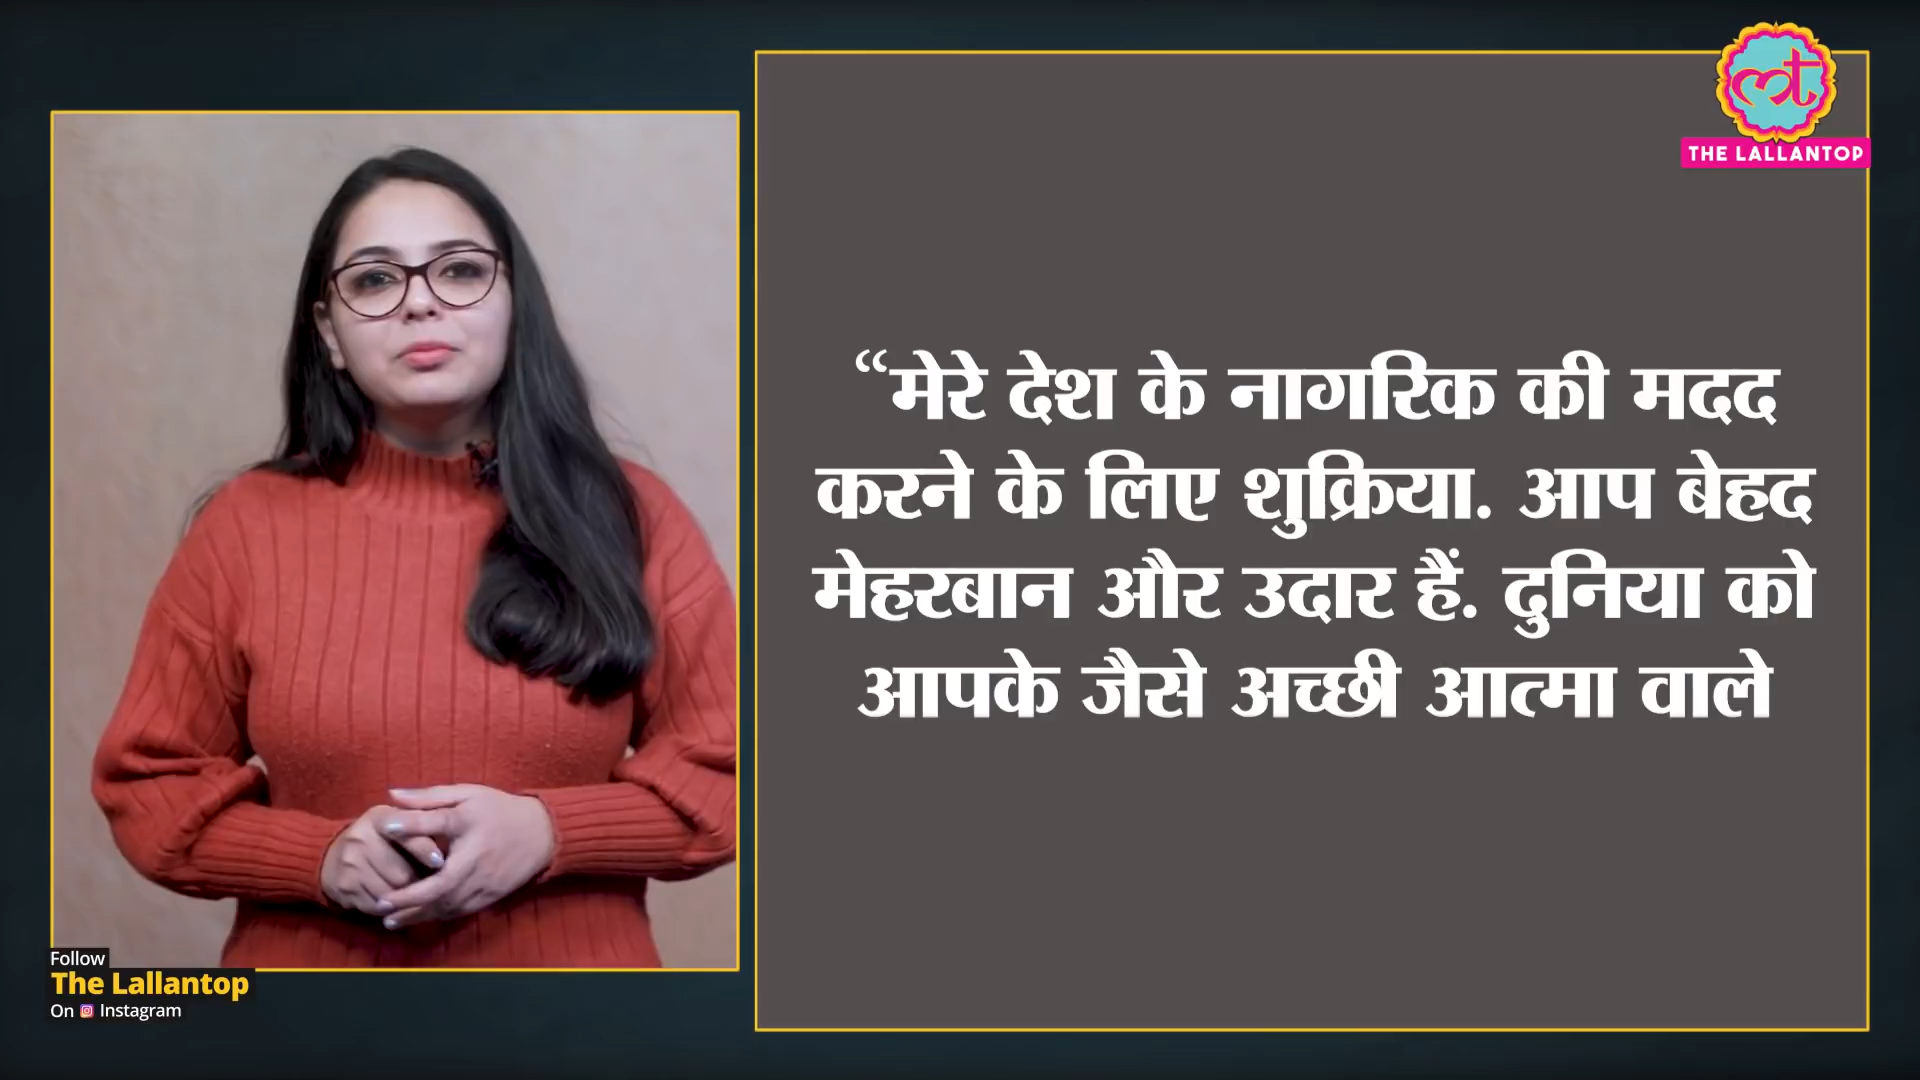 THE LALLANTOP
“मेरे देश के नागरिक की मदद
करने के लिए शुक्रिया. आप बेहद
मेहरबान और उदार हैं. दुनिया को
आपके जैसे अच्छी आत्मा वाले
Follow
The Lallantop
On Instagram